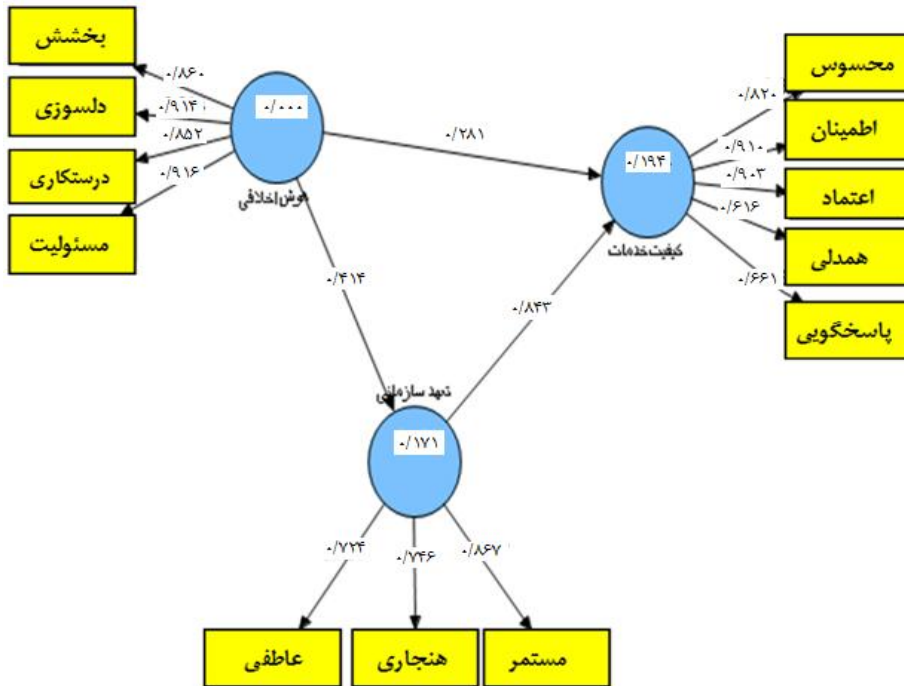 بخشش
دلسوزی
درستکاری
مسئولیت
۰/۸۶۰
۰/۹۱۴
۰/۸۵۲
۰/۹۱۶
۰/۰۰۰
هوش اخلاقی
۰/۲۸۱
۰/۴۱۴
۰/۱۹۴
کیفیت خدمات
۰/۸۲۰
۰/۹۱۰
۰/۹۰۳
۰/۶۱۶
۰/۶۶۱
محسوس
اطمینان
اعتماد
همدلی
پاسخگویی
۰/۸۴۳
تعهد سازمانی
۰/۱۷۱
۰/۷۲۴
۰/۷۴۶
۰/۸۶۷
مستمر
هنجاری
عاطفی